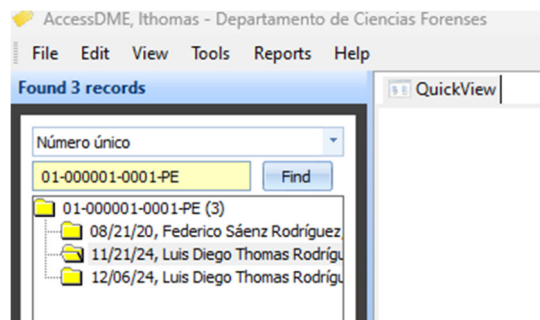 AccessDME, lthomas - Departamento de Ciencias Forenses
File Edit View Tools Reports Help
Found 3 records
QuickView
Número único
01-000001-0001-PE Find
01-000001-0001-PE (3)
08/21/20, Federico Sáenz Rodríguez,
11/21/24, Luis Diego Thomas Rodrígu
12/06/24, Luis Diego Thomas Rodrígu